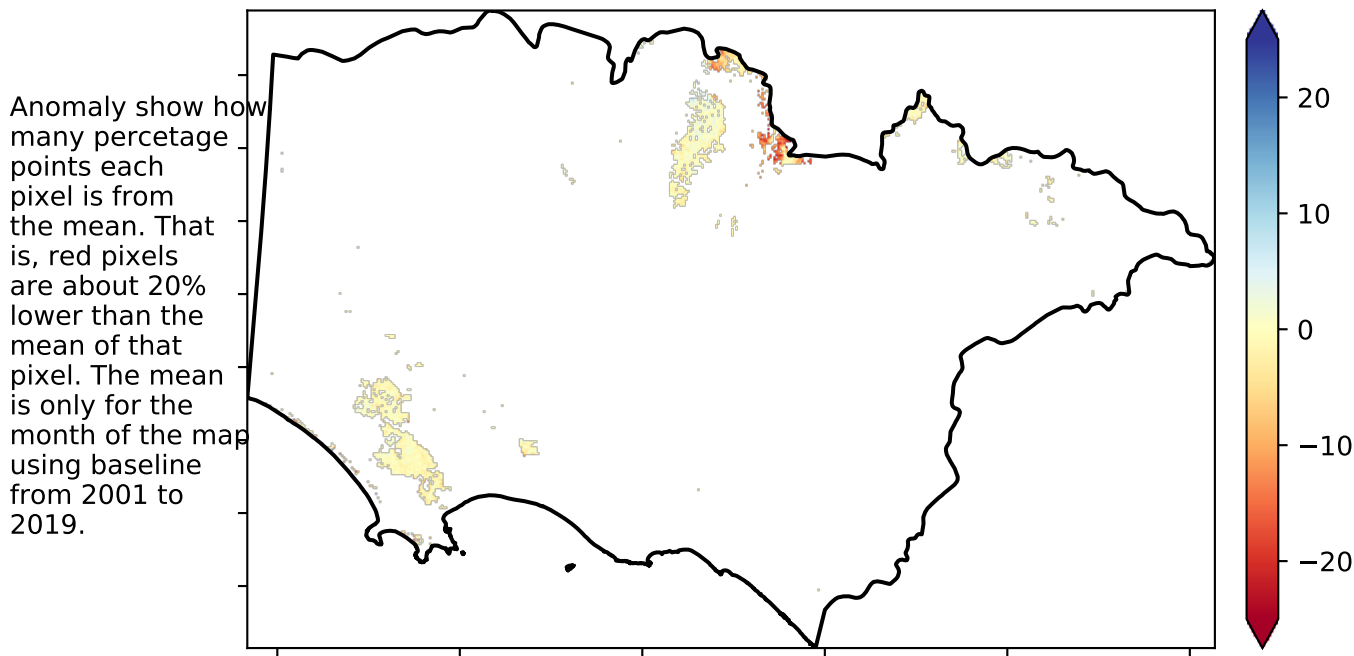 Anomaly show how
many percetage
points each
pixel is from
the mean. That
is, red pixels
are about 20%
lower than the
mean of that
pixel. The mean
is only for the
month of the map
using baseline
from 2001 to
2019.
20
10
0
−10
−20